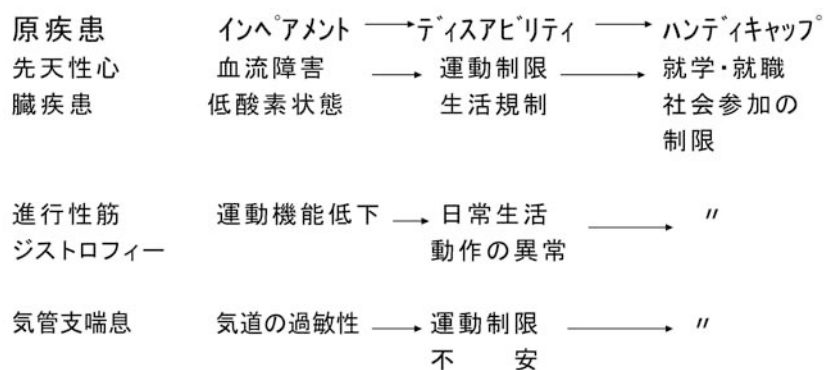 原疾患 インペアメント → ディスアビリティ → ハンディキャップ
先天性心 血流障害 → 運動制限 → 就学・就職
臓疾患 低酸素状態 生活規制 社会参加の
制限
進行性筋 運動機能低下 → 日常生活 → 〃
ジストロフィー 動作の異常
気管支喘息 気道の過敏性 → 運動制限 → 〃
不 安